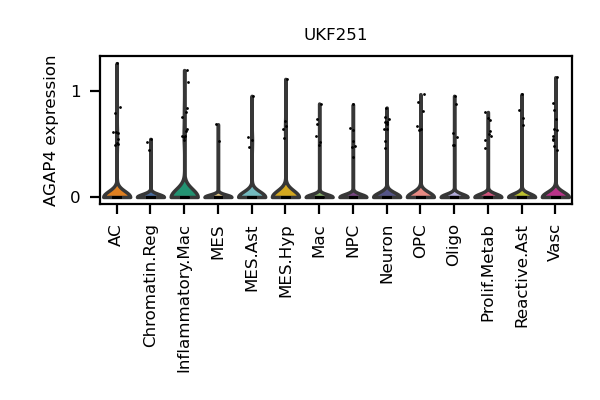 UKF251
AGAP4 expression
1
0
AC
Chromatin.Reg
Inflammatory.Mac
MES
MES.Ast
MES.Hyp
Mac
NPC
Neuron
OPC
Oligo
Prolif.Metab
Reactive.Ast
Vasc